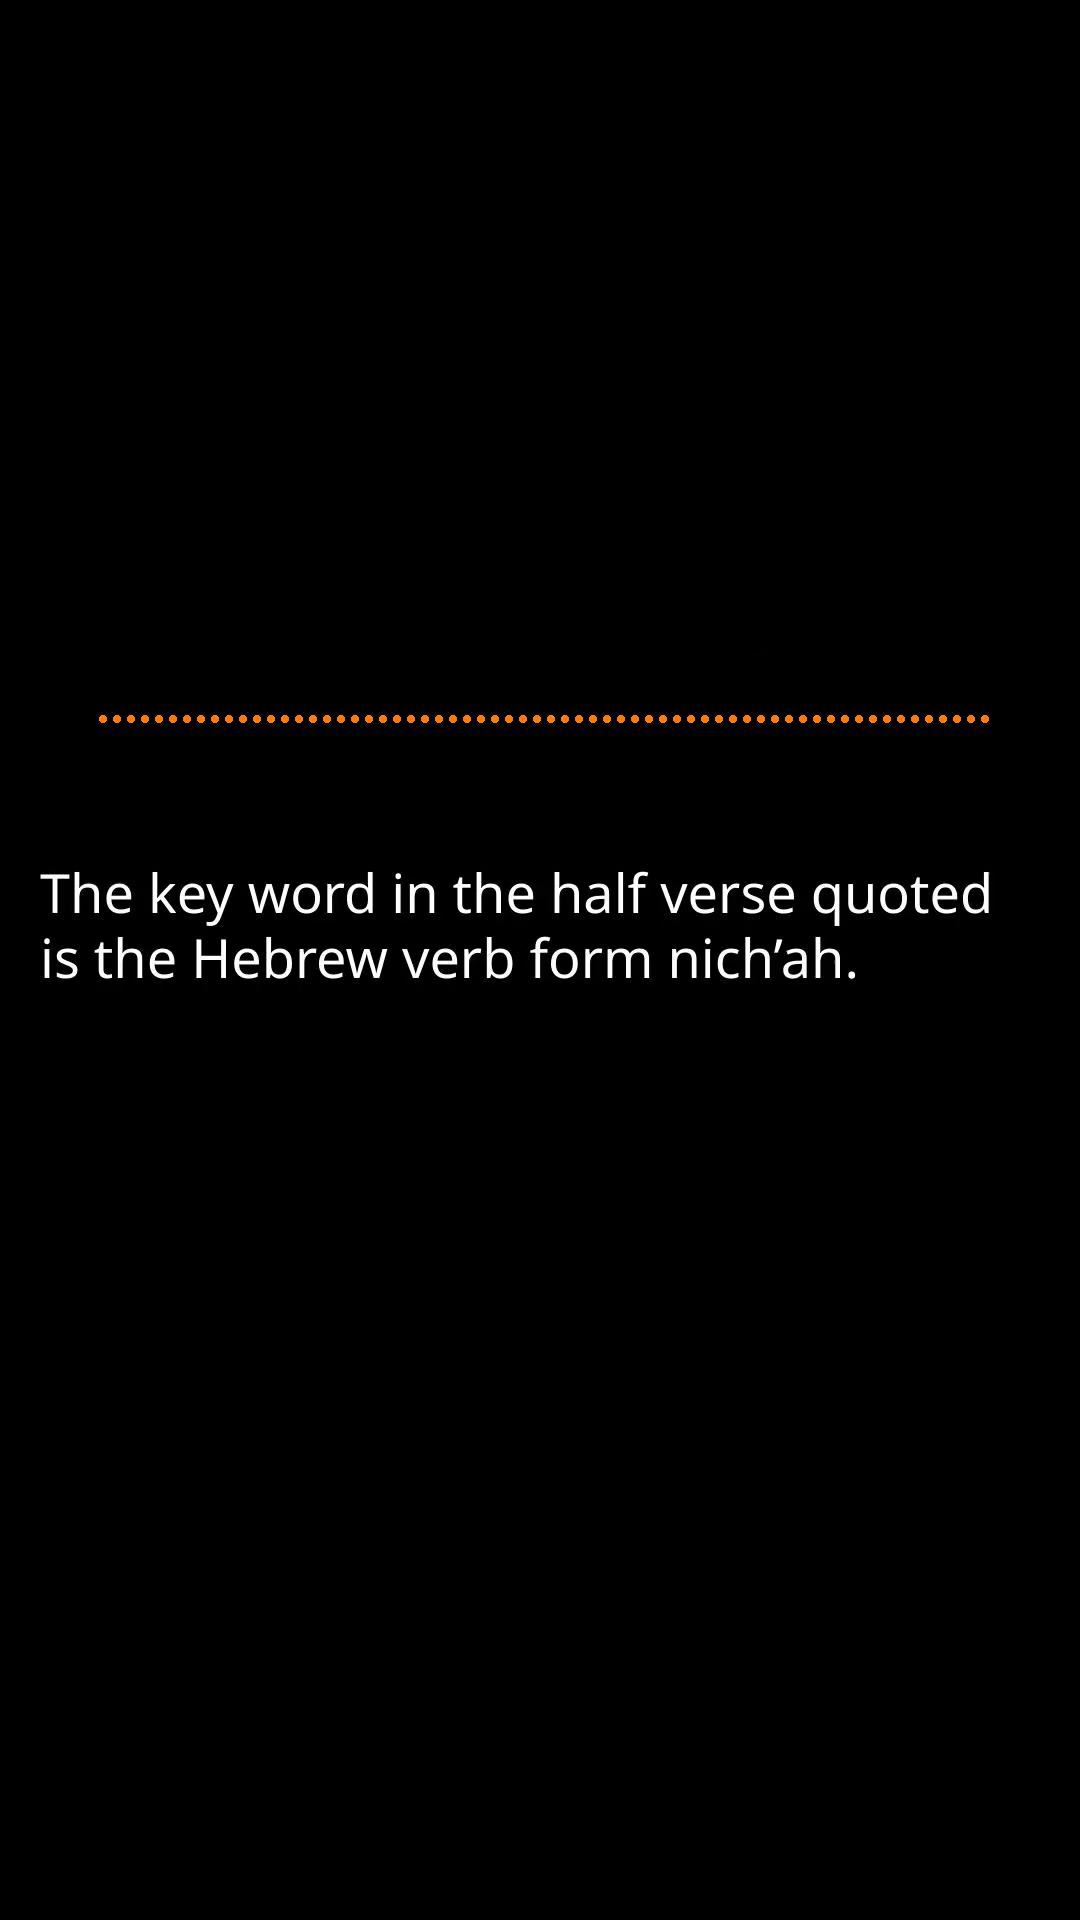 The key word in the half verse quoted
is the Hebrew verb form nich’ah.